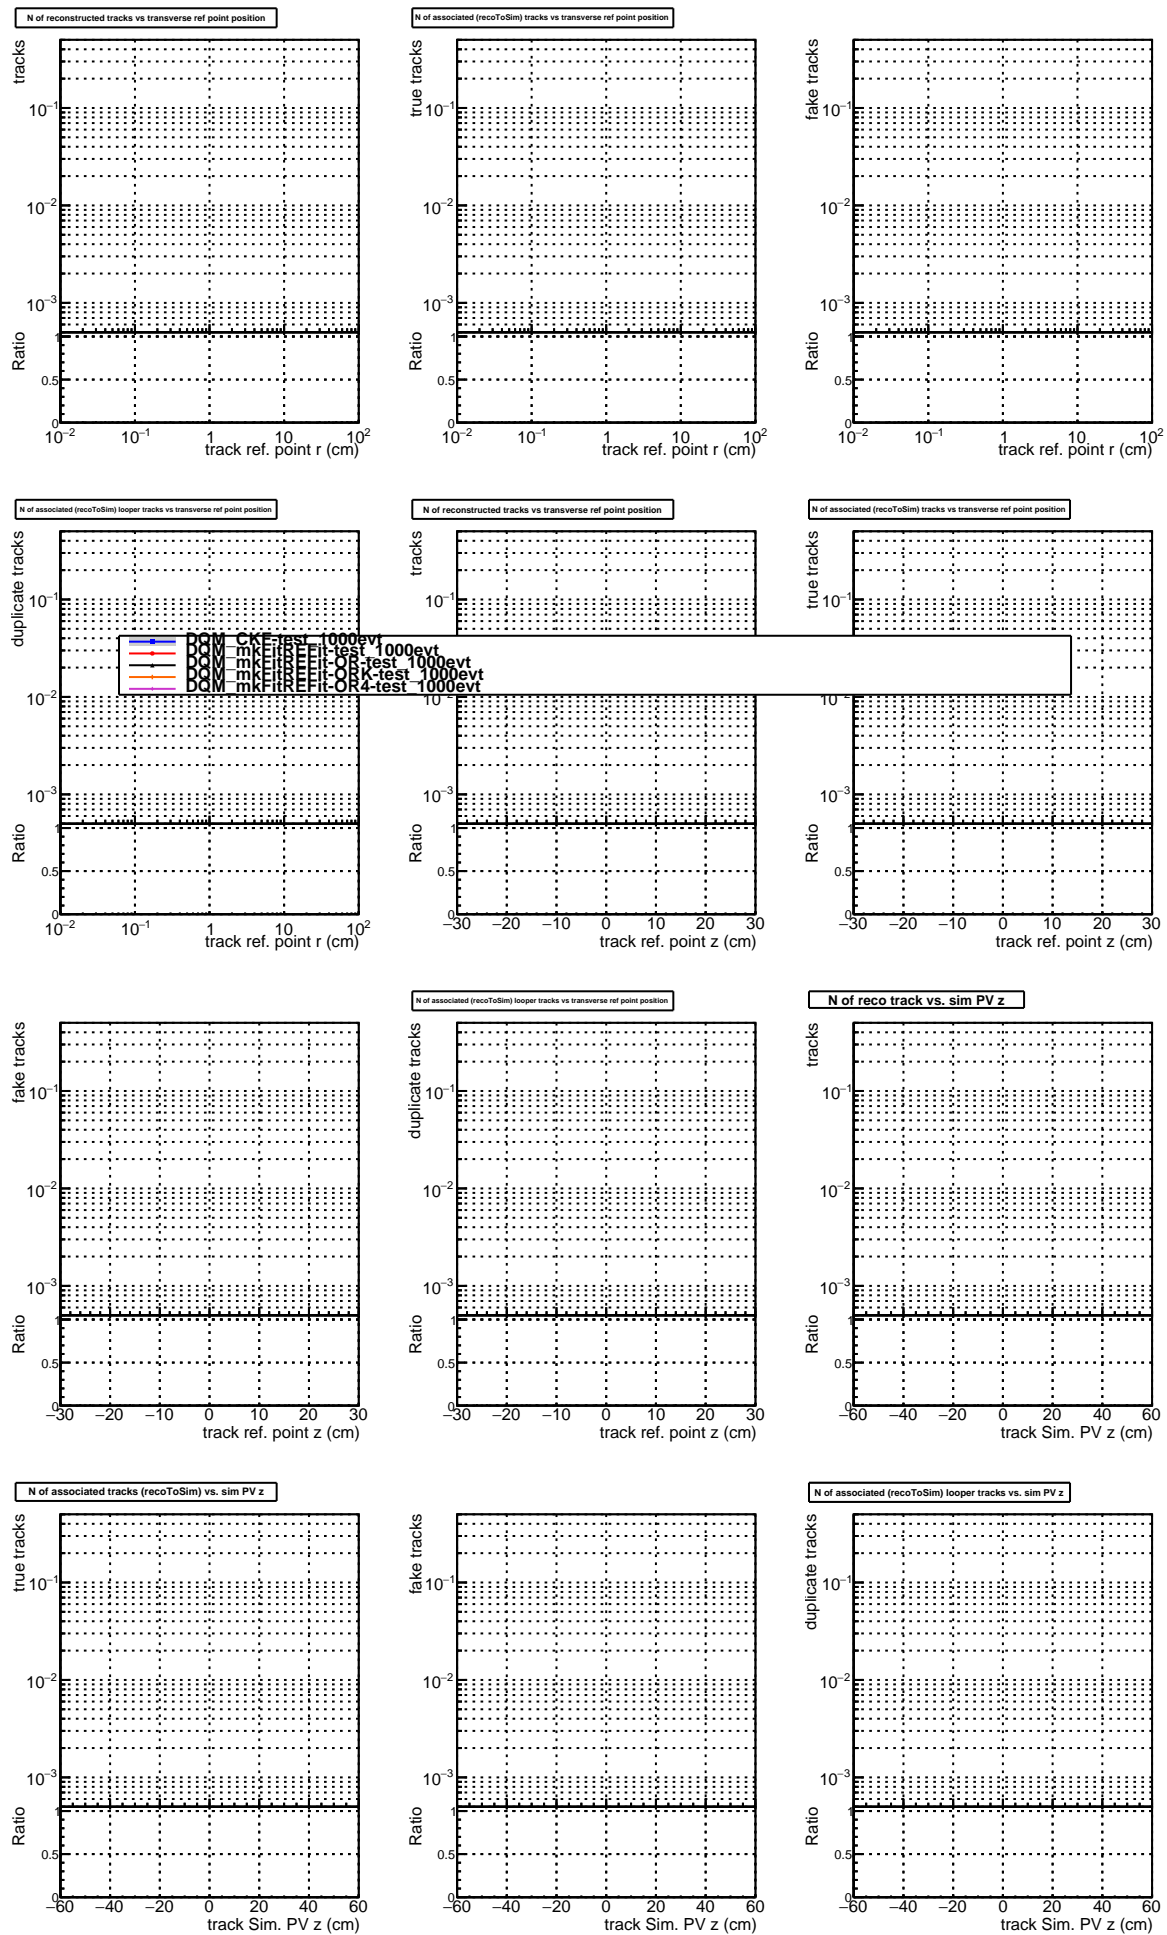 N of reconstructed tracks vs transverse ref point position
tracks
10⁻¹
10⁻²
10⁻³
Ratio
1
0.5
0
10⁻² 10⁻¹ 1 10 10²
track ref. point r (cm)
N of associated (recoToSim) tracks vs transverse ref point position
true tracks
10⁻¹
10⁻²
10⁻³
Ratio
1
0.5
0
10⁻² 10⁻¹ 1 10 10²
track ref. point r (cm)
fake tracks
10⁻¹
10⁻²
10⁻³
Ratio
1
0.5
0
10⁻² 10⁻¹ 1 10 10²
track ref. point r (cm)
N of associated (recoToSim) looper tracks vs transverse ref point position
duplicate tracks
10⁻¹
10⁻²
10⁻³
Ratio
1
0.5
0
10⁻² 10⁻¹ 1 10 10²
track ref. point r (cm)
N of reconstructed tracks vs transverse ref point position
tracks
10⁻¹
10⁻²
10⁻³
Ratio
1
0.5
0
−30 −20 −10 0 10 20 30
track ref. point z (cm)
N of associated (recoToSim) tracks vs transverse ref point position
true tracks
10⁻¹
10⁻²
10⁻³
Ratio
1
0.5
0
−30 −20 −10 0 10 20 30
track ref. point z (cm)
DQM_CKF-test_1000evt
DQM_mkFitREFit-test_1000evt
DQM_mkFitREFit-OR-test_1000evt
DQM_mkFitREFit-ORK-test_1000evt
DQM_mkFitREFit-OR4-test_1000evt
fake tracks
10⁻¹
10⁻²
10⁻³
Ratio
1
0.5
0
−30 −20 −10 0 10 20 30
track ref. point z (cm)
N of associated (recoToSim) looper tracks vs transverse ref point position
duplicate tracks
10⁻¹
10⁻²
10⁻³
Ratio
1
0.5
0
−30 −20 −10 0 10 20 30
track ref. point z (cm)
N of reco track vs. sim PV z
tracks
10⁻¹
10⁻²
10⁻³
Ratio
1
0.5
0
−60 −40 −20 0 20 40 60
track Sim. PV z (cm)
N of associated tracks (recoToSim) vs. sim PV z
true tracks
10⁻¹
10⁻²
10⁻³
Ratio
1
0.5
0
−60 −40 −20 0 20 40 60
track Sim. PV z (cm)
fake tracks
10⁻¹
10⁻²
10⁻³
Ratio
1
0.5
0
−60 −40 −20 0 20 40 60
track Sim. PV z (cm)
N of associated (recoToSim) looper tracks vs. sim PV z
duplicate tracks
10⁻¹
10⁻²
10⁻³
Ratio
1
0.5
0
−60 −40 −20 0 20 40 60
track Sim. PV z (cm)